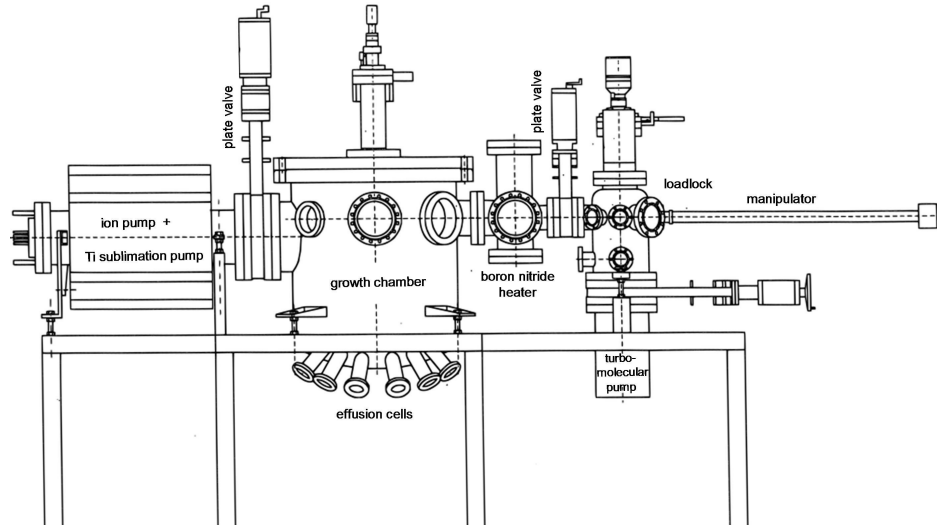 plate valve
plate valve
loadlock
manipulator
ion pump +
Ti sublimation pump
growth chamber
boron nitride
heater
turbo-
molecular
pump
effusion cells